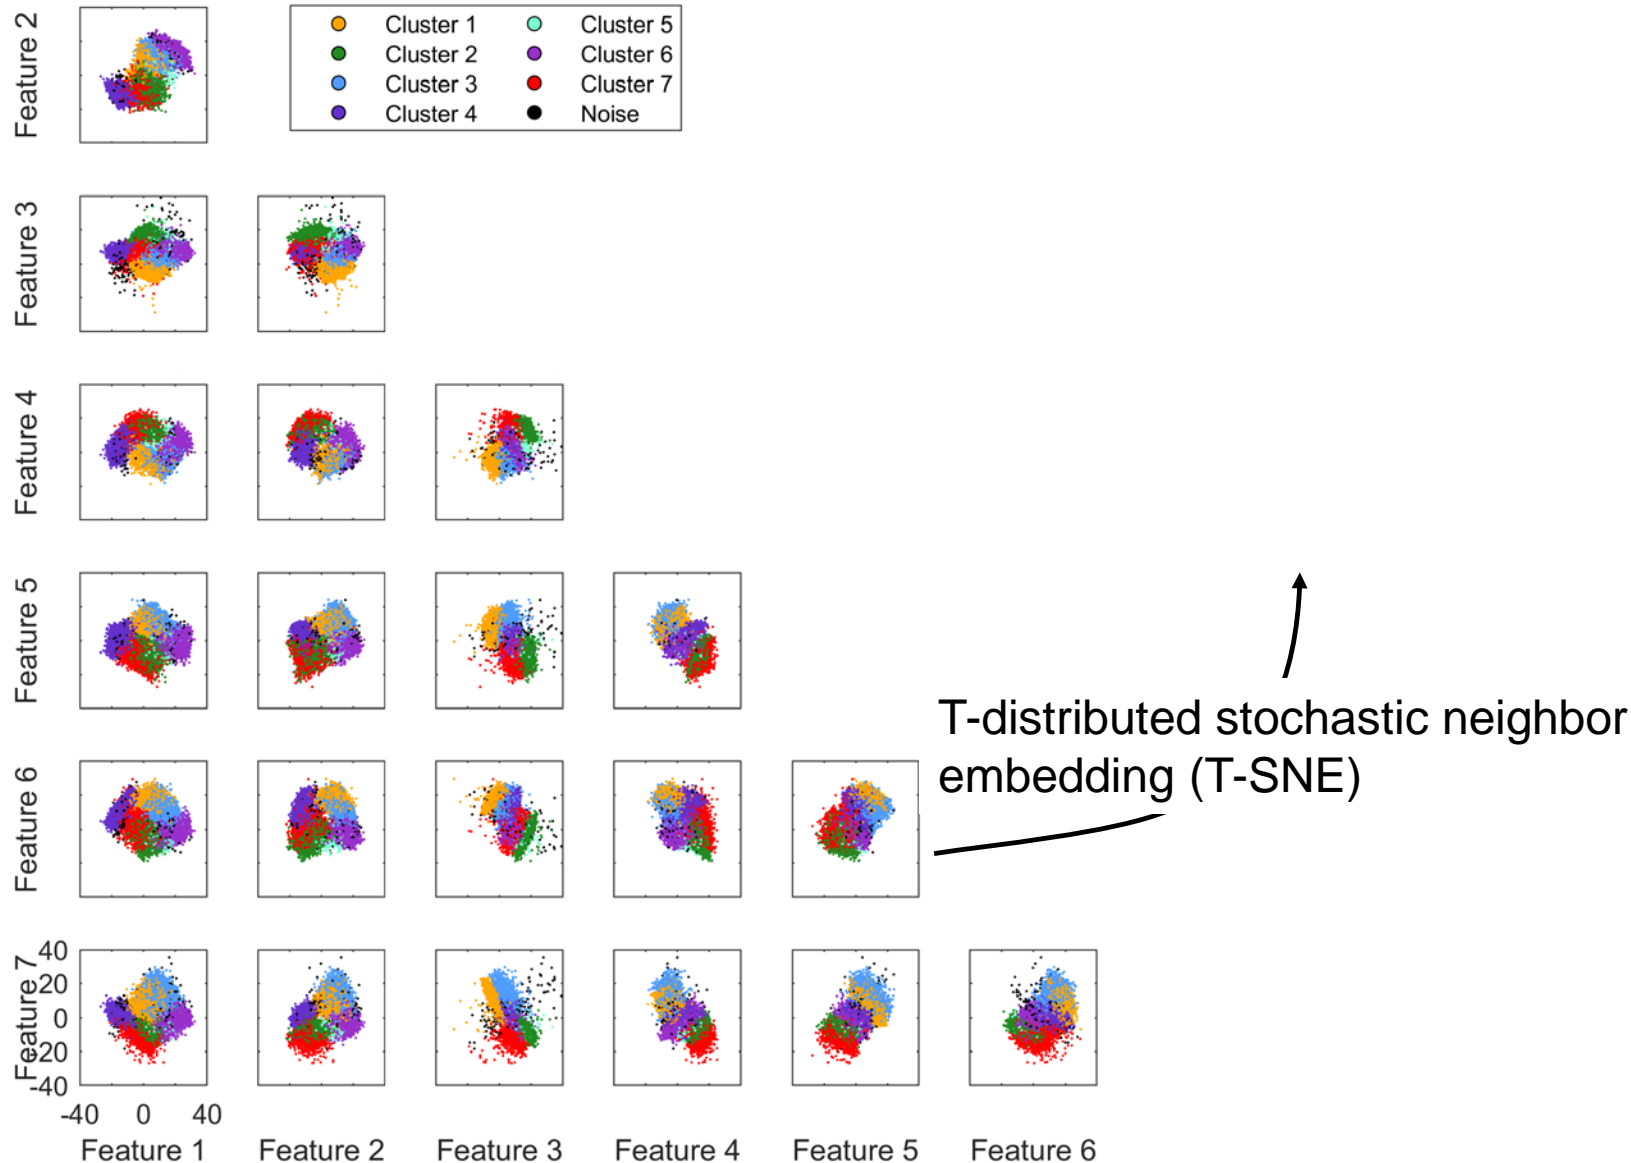 Feature 2
Cluster 1
Cluster 2
Cluster 3
Cluster 4
Cluster 5
Cluster 6
Cluster 7
Noise
Feature 3
Feature 4
Feature 5
T-distributed stochastic neighbor
embedding (T-SNE)
Feature 6
Feature 7
40
20
0
-20
-40
-40 0 40
Feature 1 Feature 2 Feature 3 Feature 4 Feature 5 Feature 6